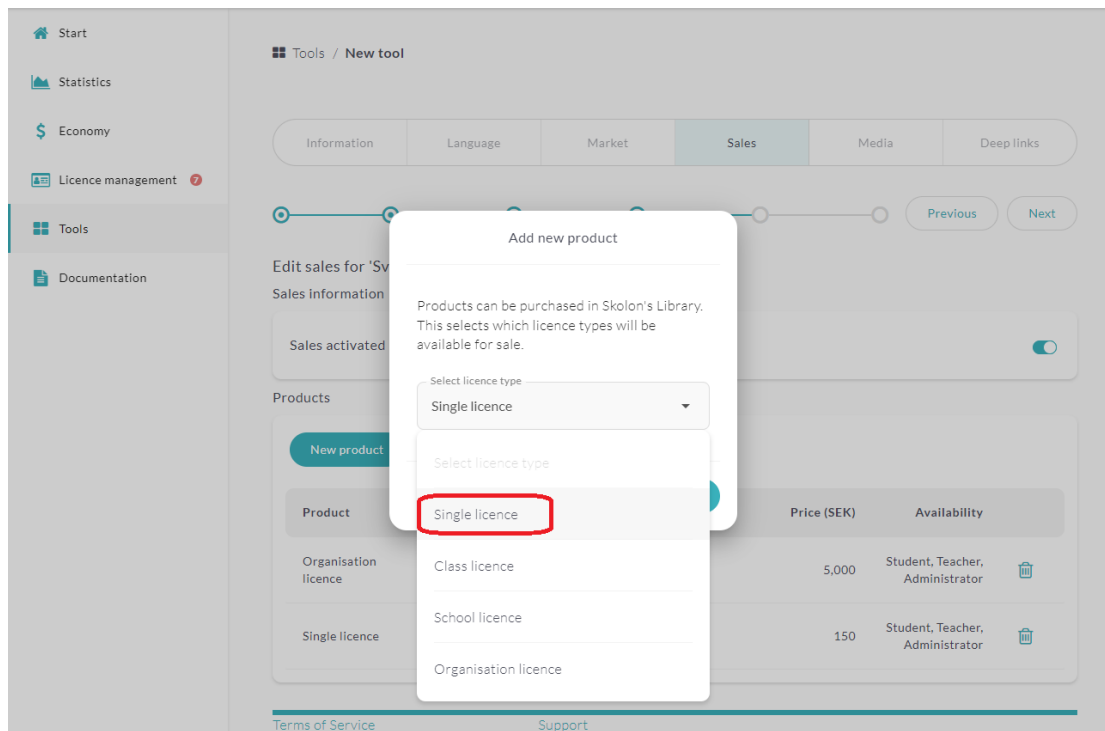 Start
Statistics
Economy
Licence management 7
Tools
Documentation
Tools / New tool
Information Language Market Sales Media Deep links
Previous Next
Edit sales for 'Sv
Sales information
Sales activated
Products
New product
Product Price (SEK) Availability
Organisation
licence
5,000
Student, Teacher,
Administrator
Single licence
150
Student, Teacher,
Administrator
Add new product
Products can be purchased in Skolon's Library.
This selects which licence types will be
available for sale.
Select licence type
Single licence
Select licence type
Single licence
Class licence
School licence
Organisation licence
Terms of Service Support